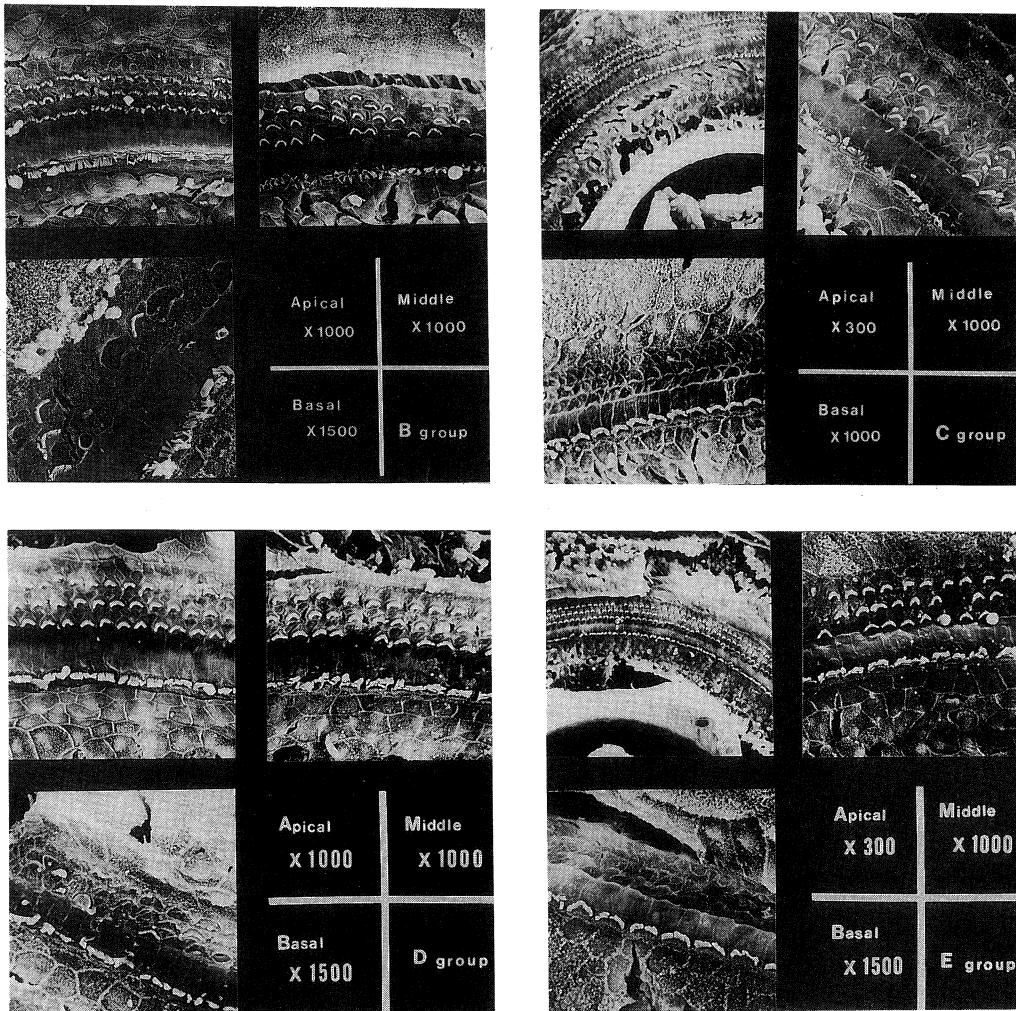 Apical
X 1000
Middle
X 1000
Basal
X 1500
B group
Apical
X 300
Middle
X 1000
Basal
X 1000
C group
Apical
X 1000
Middle
X 1000
Basal
X 1500
D group
Apical
X 300
Middle
X 1000
Basal
X 1500
E group